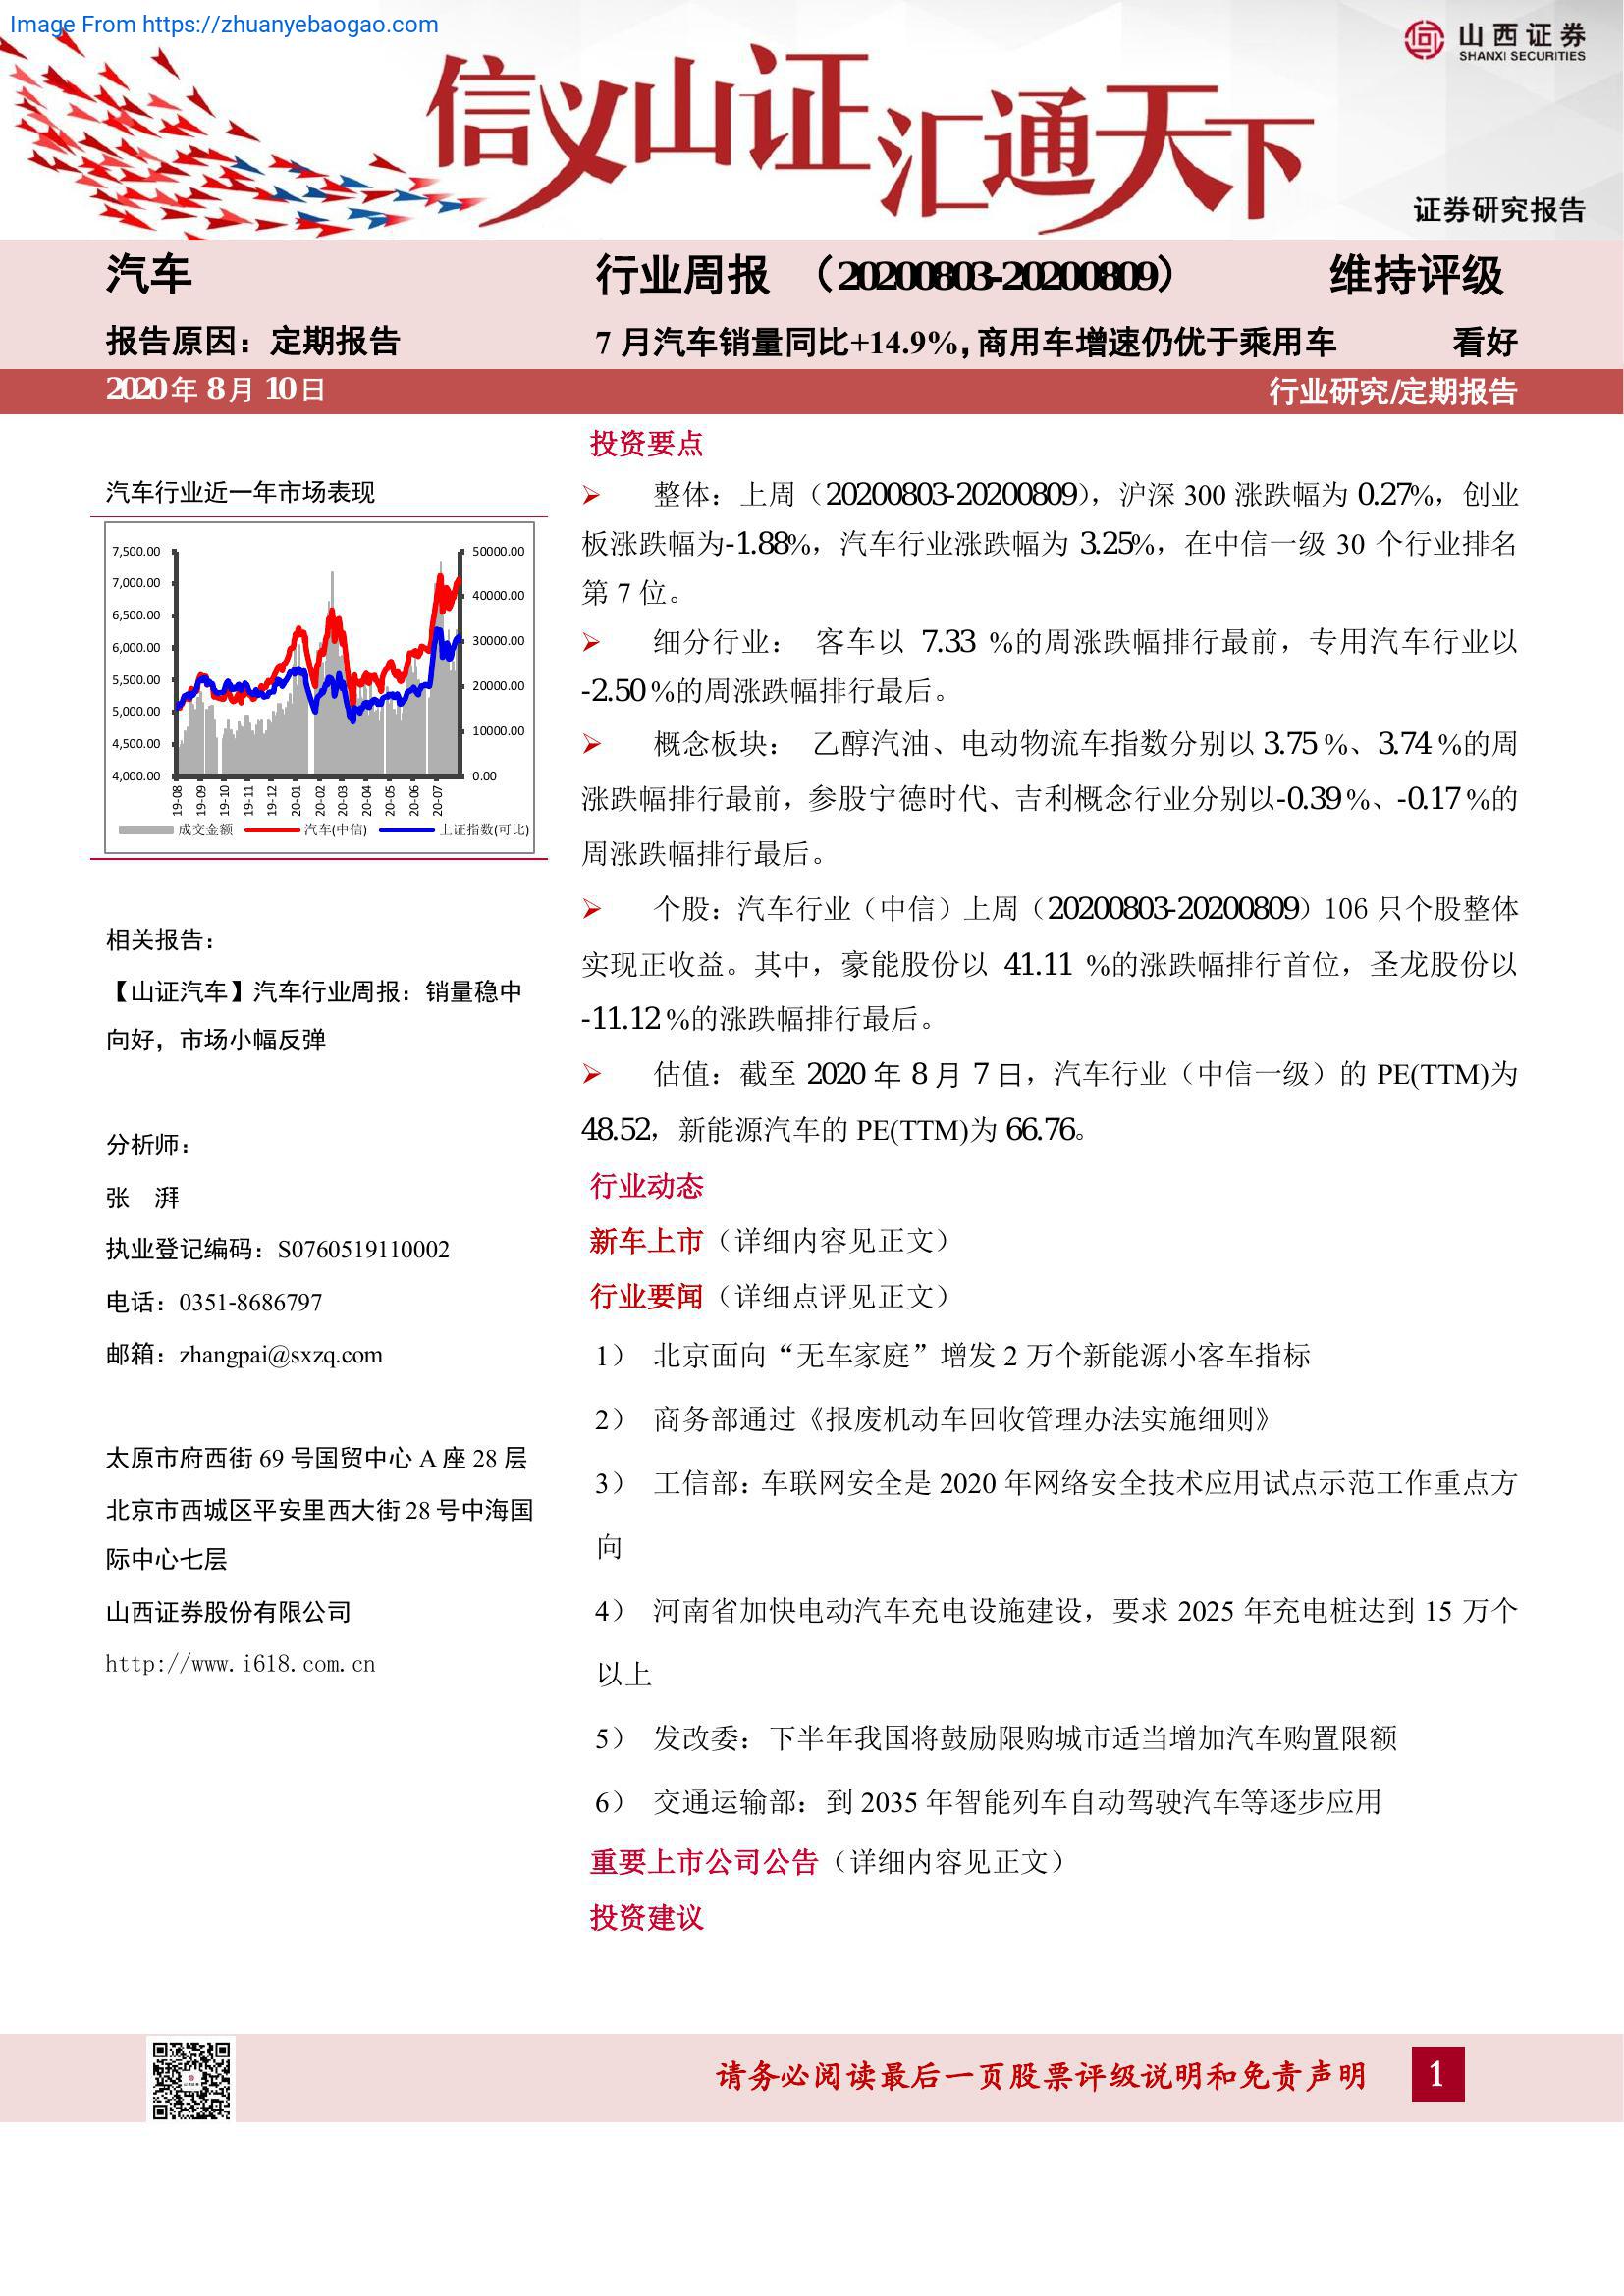 Image From https://zhuanyebaogao.com
山西证券
SHANXI SECURITIES
信义山证汇通天下
证券研究报告
汽车
行业周报 （20200803-20200809）
维持评级
报告原因：定期报告
7 月汽车销量同比+14.9%，商用车增速仍优于乘用车
看好
2020 年 8 月 10 日
行业研究/定期报告
汽车行业近一年市场表现
7,500.00
7,000.00
6,500.00
6,000.00
5,500.00
5,000.00
4,500.00
4,000.00
50000.00
40000.00
30000.00
20000.00
10000.00
0.00
19-08
19-09
19-10
19-11
19-12
20-01
20-02
20-03
20-04
20-05
20-06
20-07
成交金额
汽车(中信)
上证指数(可比)
相关报告：
【山证汽车】汽车行业周报：销量稳中
向好，市场小幅反弹
分析师：
张 湃
执业登记编码：S0760519110002
电话：0351-8686797
邮箱：zhangpai@sxzq.com
太原市府西街 69 号国贸中心 A 座 28 层
北京市西城区平安里西大街 28 号中海国
际中心七层
山西证券股份有限公司
http://www.i618.com.cn
投资要点
整体：上周（20200803-20200809），沪深 300 涨跌幅为 0.27%，创业
板涨跌幅为-1.88%，汽车行业涨跌幅为 3.25%，在中信一级 30 个行业排名
第 7 位。
细分行业： 客车以 7.33 %的周涨跌幅排行最前，专用汽车行业以
-2.50 %的周涨跌幅排行最后。
概念板块： 乙醇汽油、电动物流车指数分别以 3.75 %、3.74 %的周
涨跌幅排行最前，参股宁德时代、吉利概念行业分别以-0.39 %、-0.17 %的
周涨跌幅排行最后。
个股：汽车行业（中信）上周（20200803-20200809）106 只个股整体
实现正收益。其中，豪能股份以 41.11 %的涨跌幅排行首位，圣龙股份以
-11.12 %的涨跌幅排行最后。
估值：截至 2020 年 8 月 7 日，汽车行业（中信一级）的 PE(TTM)为
48.52，新能源汽车的 PE(TTM)为 66.76。
行业动态
新车上市（详细内容见正文）
行业要闻（详细点评见正文）
1） 北京面向“无车家庭”增发 2 万个新能源小客车指标
2） 商务部通过《报废机动车回收管理办法实施细则》
3） 工信部：车联网安全是 2020 年网络安全技术应用试点示范工作重点方
向
4） 河南省加快电动汽车充电设施建设，要求 2025 年充电桩达到 15 万个
以上
5） 发改委：下半年我国将鼓励限购城市适当增加汽车购置限额
6） 交通运输部：到 2035 年智能列车自动驾驶汽车等逐步应用
重要上市公司公告（详细内容见正文）
投资建议
请务必阅读最后一页股票评级说明和免责声明
1